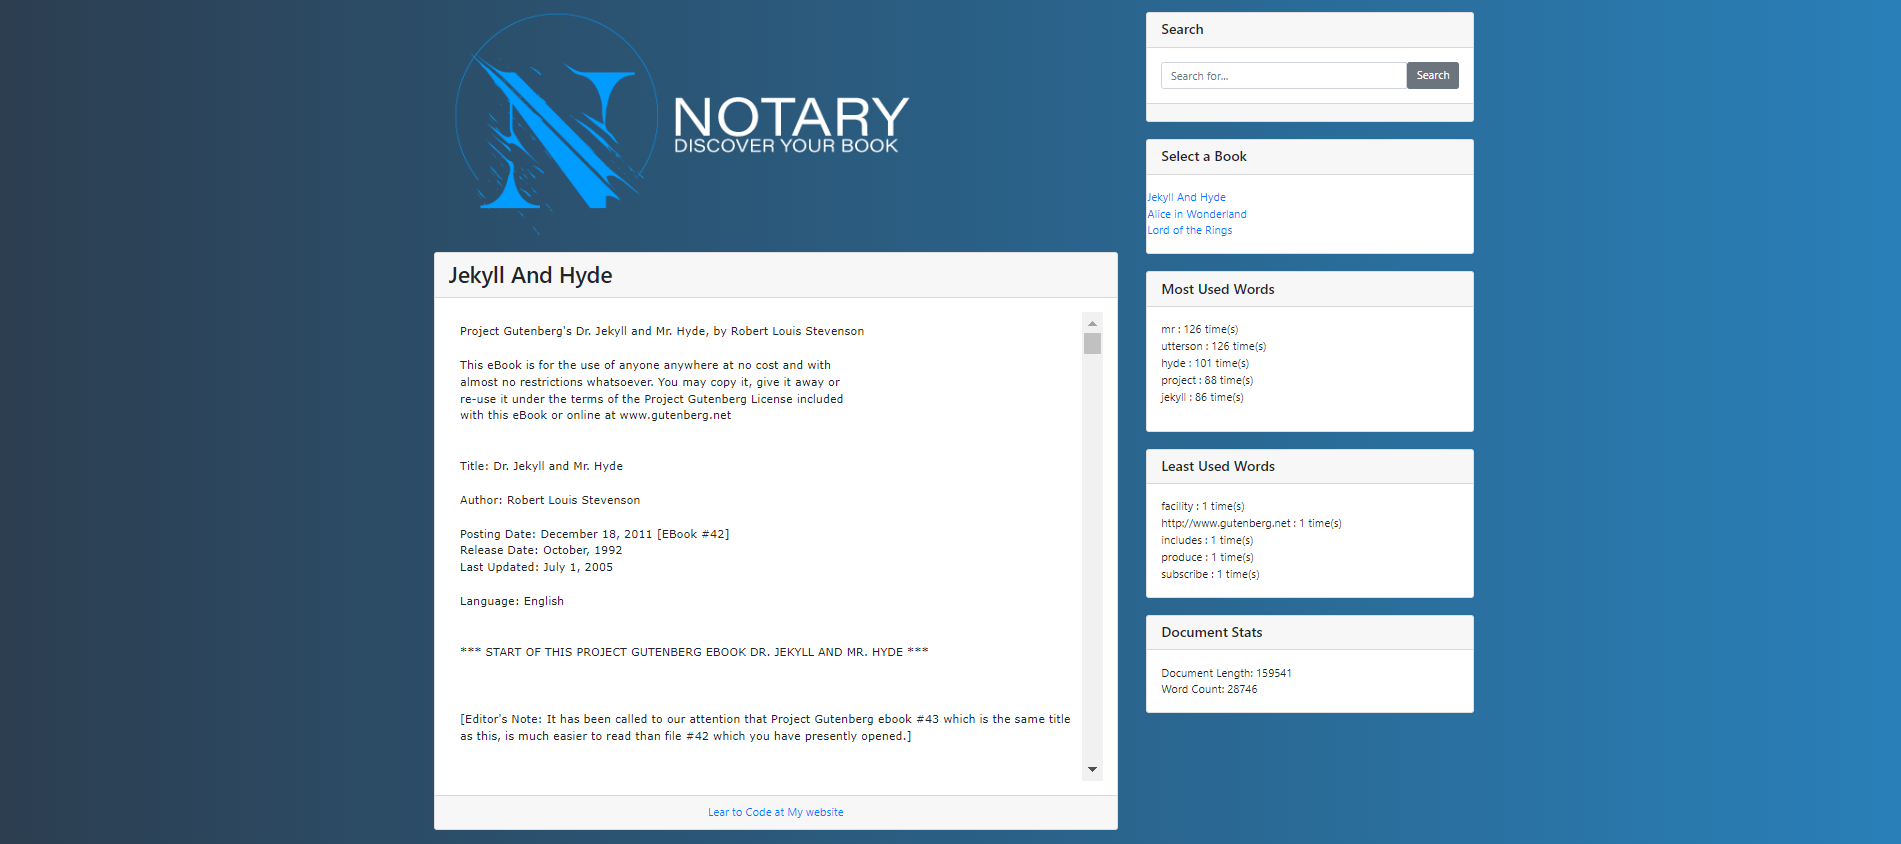 NOTARY
DISCOVER YOUR BOOK
Jekyll And Hyde
Project Gutenberg's Dr. Jekyll and Mr. Hyde, by Robert Louis Stevenson
This eBook is for the use of anyone anywhere at no cost and with
almost no restrictions whatsoever. You may copy it, give it away or
re-use it under the terms of the Project Gutenberg License included
with this eBook or online at www.gutenberg.net
Title: Dr. Jekyll and Mr. Hyde
Author: Robert Louis Stevenson
Posting Date: December 18, 2011 [EBook #42]
Release Date: October, 1992
Last Updated: July 1, 2005
Language: English
*** START OF THIS PROJECT GUTENBERG EBOOK DR. JEKYLL AND MR. HYDE ***
[Editor's Note: It has been called to our attention that Project Gutenberg ebook #43 which is the same title
as this, is much easier to read than file #42 which you have presently opened.]
Lear to Code at My website
Search
Search for...
Search
Select a Book
Jekyll And Hyde
Alice in Wonderland
Lord of the Rings
Most Used Words
mr : 126 time(s)
utterson : 126 time(s)
hyde : 101 time(s)
project : 88 time(s)
jekyll : 86 time(s)
Least Used Words
facility : 1 time(s)
http://www.gutenberg.net : 1 time(s)
includes : 1 time(s)
produce : 1 time(s)
subscribe : 1 time(s)
Document Stats
Document Length: 159541
Word Count: 28746